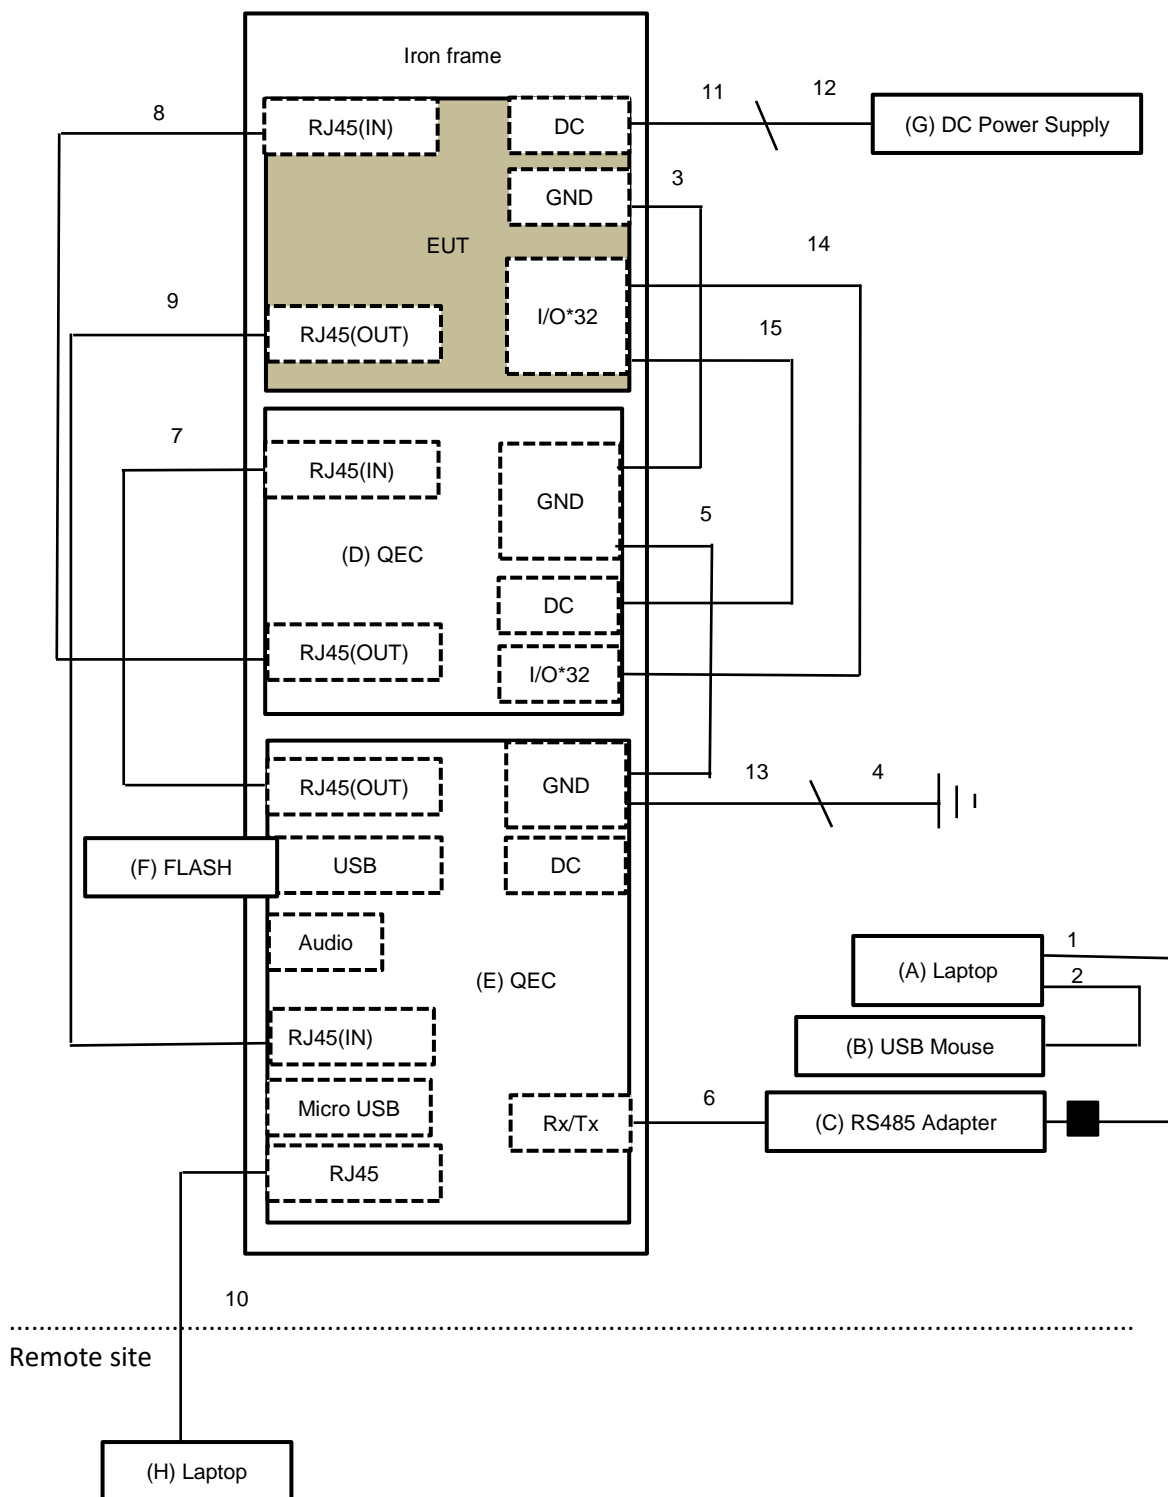 Iron frame
8
RJ45(IN)
DC
11
12
(G) DC Power Supply
GND
3
EUT
14
9
RJ45(OUT)
I/O*32
15
7
RJ45(IN)
GND
5
(D) QEC
DC
RJ45(OUT)
I/O*32
RJ45(OUT)
GND
13
4
(F) FLASH
USB
DC
Audio
(E) QEC
(A) Laptop
1
2
RJ45(IN)
(B) USB Mouse
Micro USB
Rx/Tx
6
(C) RS485 Adapter
RJ45
10
Remote site
(H) Laptop